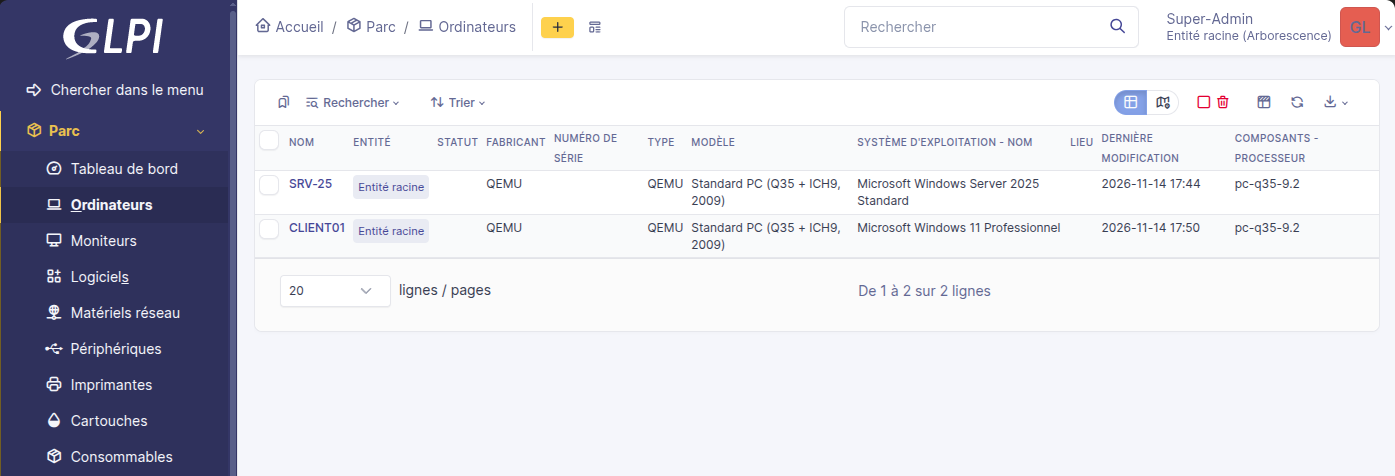 GLPI
Chercher dans le menu
Parc
Tableau de bord
Ordinateurs
Moniteurs
Logiciels
Matériels réseau
Périphériques
Imprimantes
Cartouches
Consommables
Accueil / Parc / Ordinateurs
Rechercher
Super-Admin
Entité racine (Arborescence)
GL
Rechercher Trier
NOM ENTITÉ STATUT FABRICANT NUMÉRO DE SÉRIE TYPE MODÈLE SYSTÈME D'EXPLOITATION - NOM LIEU DERNIÈRE MODIFICATION COMPOSANTS - PROCESSEUR
SRV-25 Entité racine QEMU QEMU Standard PC (Q35 + ICH9, 2009) Microsoft Windows Server 2025 Standard 2026-11-14 17:44 pc-q35-9.2
CLIENT01 Entité racine QEMU QEMU Standard PC (Q35 + ICH9, 2009) Microsoft Windows 11 Professionnel 2026-11-14 17:50 pc-q35-9.2
20 lignes / pages De 1 à 2 sur 2 lignes